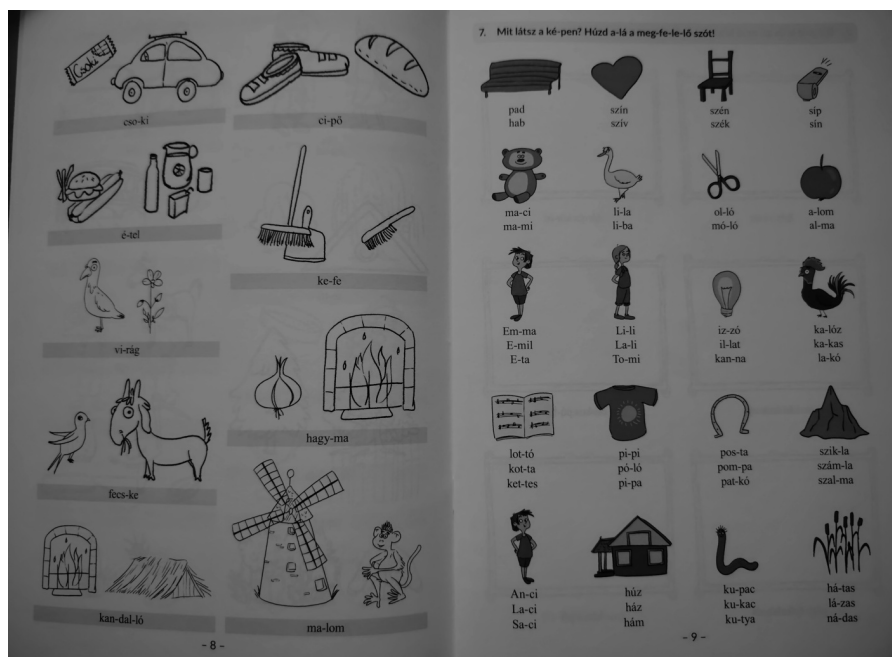 Csoki
cso-ki
ci-pő
é-tel
ke-fe
vi-rág
hagy-ma
fecs-ke
kan-dal-ló
ma-lom
- 8 -
7. Mit látsz a ké-pen? Húzd a-lá a meg-fe-le-lő szót!
pad szín szén síp
hab szív szék sín
ma-ci li-la ol-ló a-lom
ma-mi li-ba mó-ló al-ma
Em-ma Li-li iz-zó ka-lóz
E-mil La-li il-lat ka-kas
E-ta To-mi kan-na la-kó
lot-tó pi-pi pos-ta szik-la
kot-ta pó-ló pom-pa szám-la
ket-tes pi-pa pat-kó szal-ma
An-ci húz ku-pac há-tas
La-ci ház ku-kac lá-zas
Sa-ci hám ku-tya ná-das
- 9 -